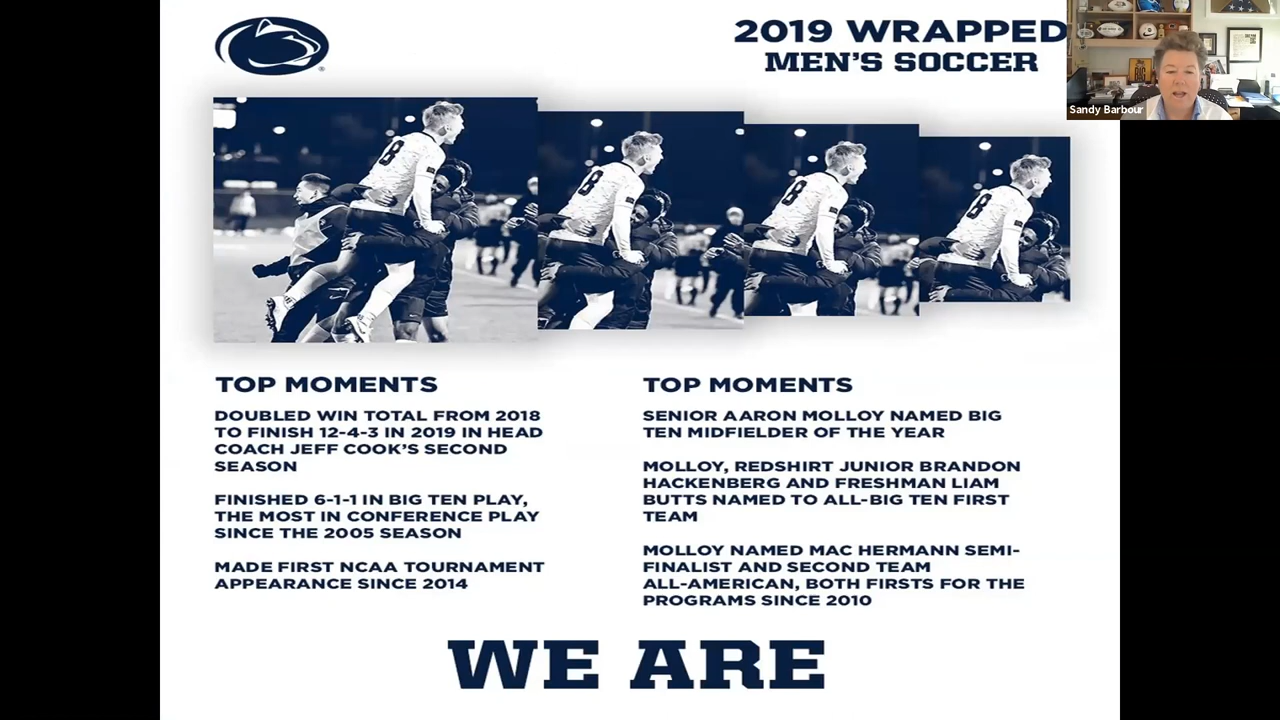 2019 WRAPPED
MEN'S SOCCER
Sandy Barbour
8
8
8
8
TOP MOMENTS
DOUBLED WIN TOTAL FROM 2018
TO FINISH 12-4-3 IN 2019 IN HEAD
COACH JEFF COOK'S SECOND
SEASON
FINISHED 6-1-1 IN BIG TEN PLAY,
THE MOST IN CONFERENCE PLAY
SINCE THE 2005 SEASON
MADE FIRST NCAA TOURNAMENT
APPEARANCE SINCE 2014
TOP MOMENTS
SENIOR AARON MOLLOY NAMED BIG
TEN MIDFIELDER OF THE YEAR
MOLLOY, REDSHIRT JUNIOR BRANDON
HACKENBERG AND FRESHMAN LIAM
BUTTS NAMED TO ALL-BIG TEN FIRST
TEAM
MOLLOY NAMED MAC HERMANN SEMI-
FINALIST AND SECOND TEAM
ALL-AMERICAN, BOTH FIRSTS FOR THE
PROGRAMS SINCE 2010
WE ARE